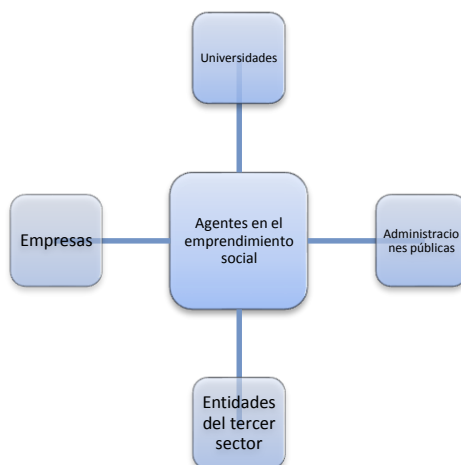 Universidades
Empresas
Agentes en el
emprendimiento
social
Administracio
nes públicas
Entidades
del tercer
sector